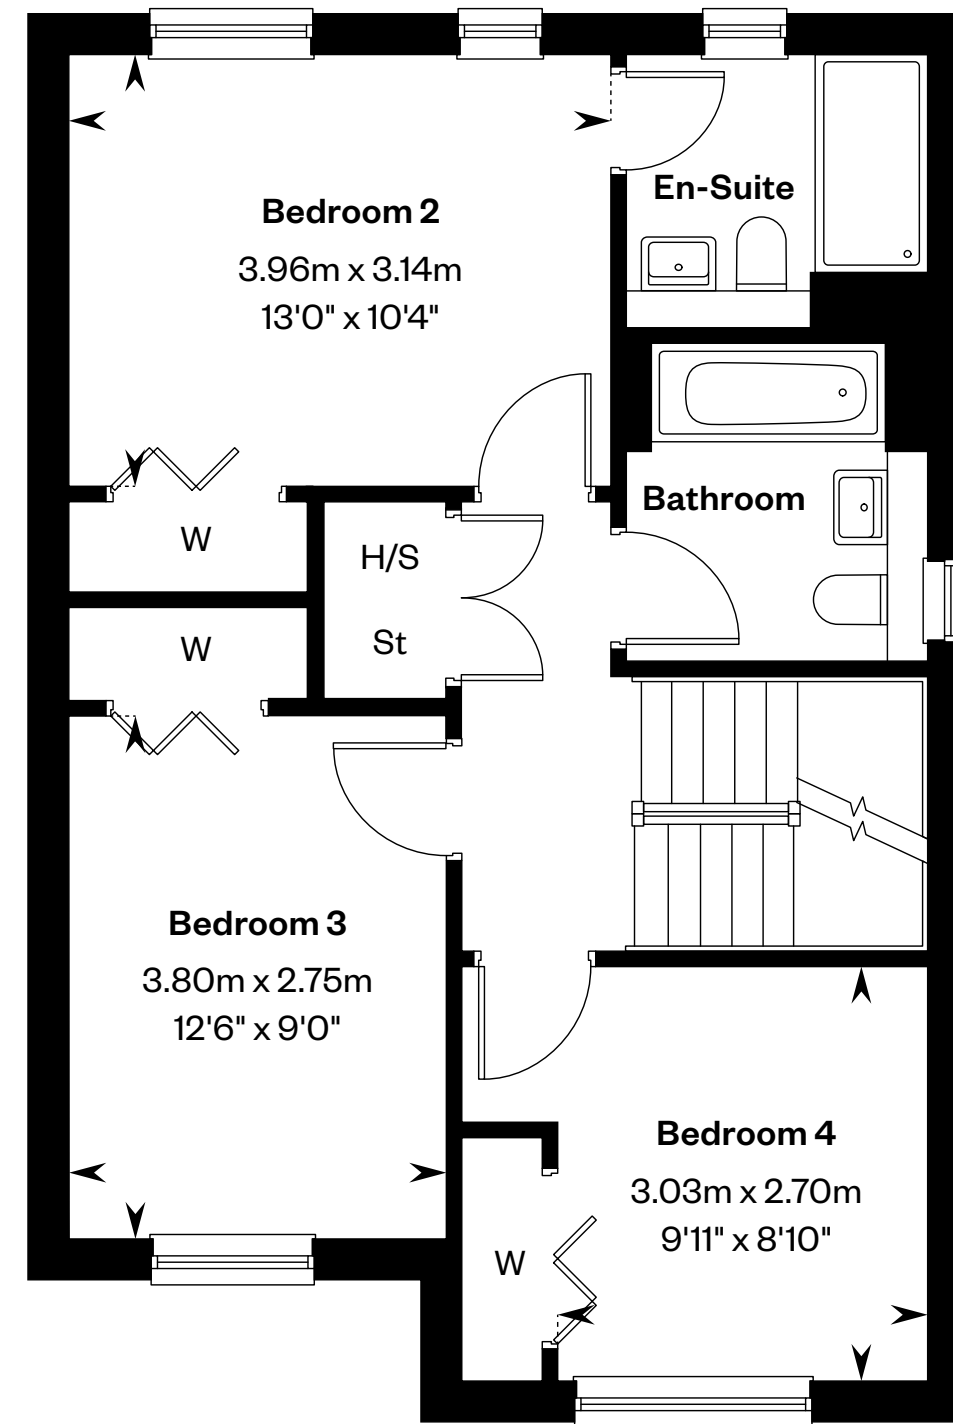 Bedroom 2
3.96m x 3.14m
13'0" x 10'4"
En-Suite
Bathroom
W
H/S
St
W
Bedroom 3
3.80m x 2.75m
12'6" x 9'0"
Bedroom 4
3.03m x 2.70m
9'11" x 8'10"
W